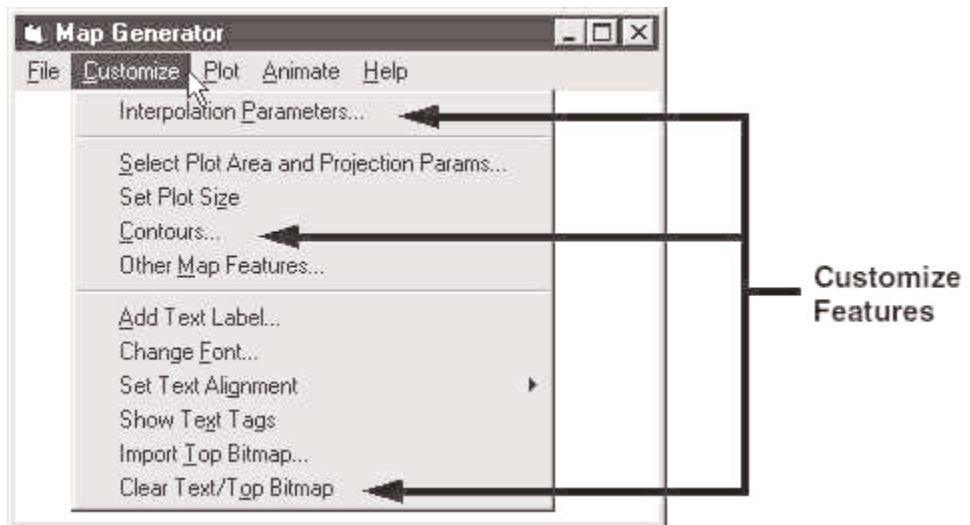 Map Generator
File Customize Plot Animate Help
Interpolation Parameters...
Select Plot Area and Projection Params...
Set Plot Size
Contours...
Other Map Features...
Add Text Label...
Change Font...
Set Text Alignment
Show Text Tags
Import Top Bitmap...
Clear Text/Top Bitmap
Customize
Features